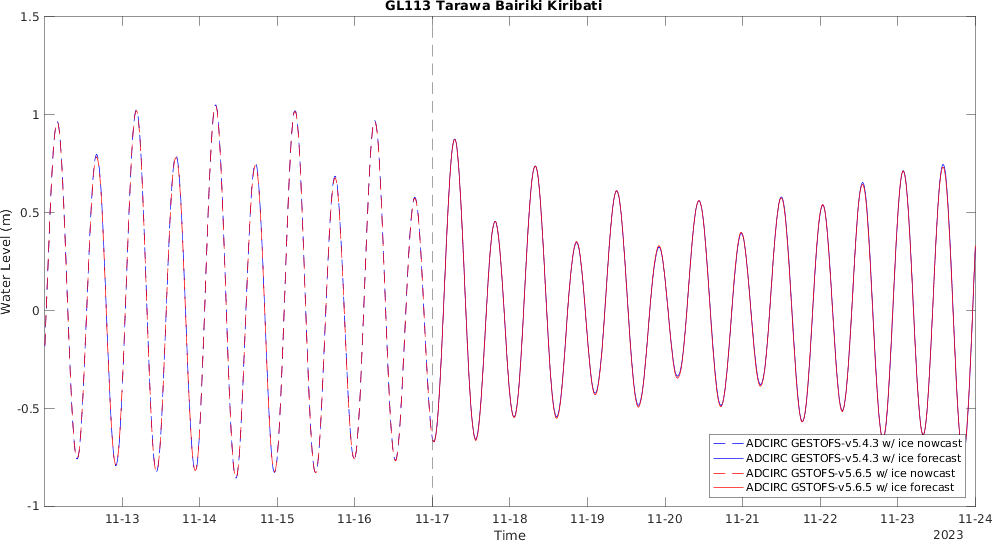 GL113 Tarawa Bairiki Kiribati
1.5
1
0.5
0
-0.5
-1
Water Level (m)
11-13 11-14 11-15 11-16 11-17 11-18 11-19 11-20 11-21 11-22 11-23 11-24
2023
Time
ADCIRC GESTOFS-v5.4.3 w/ ice nowcast
ADCIRC GESTOFS-v5.4.3 w/ ice forecast
ADCIRC GSTOFS-v5.6.5 w/ ice nowcast
ADCIRC GSTOFS-v5.6.5 w/ ice forecast